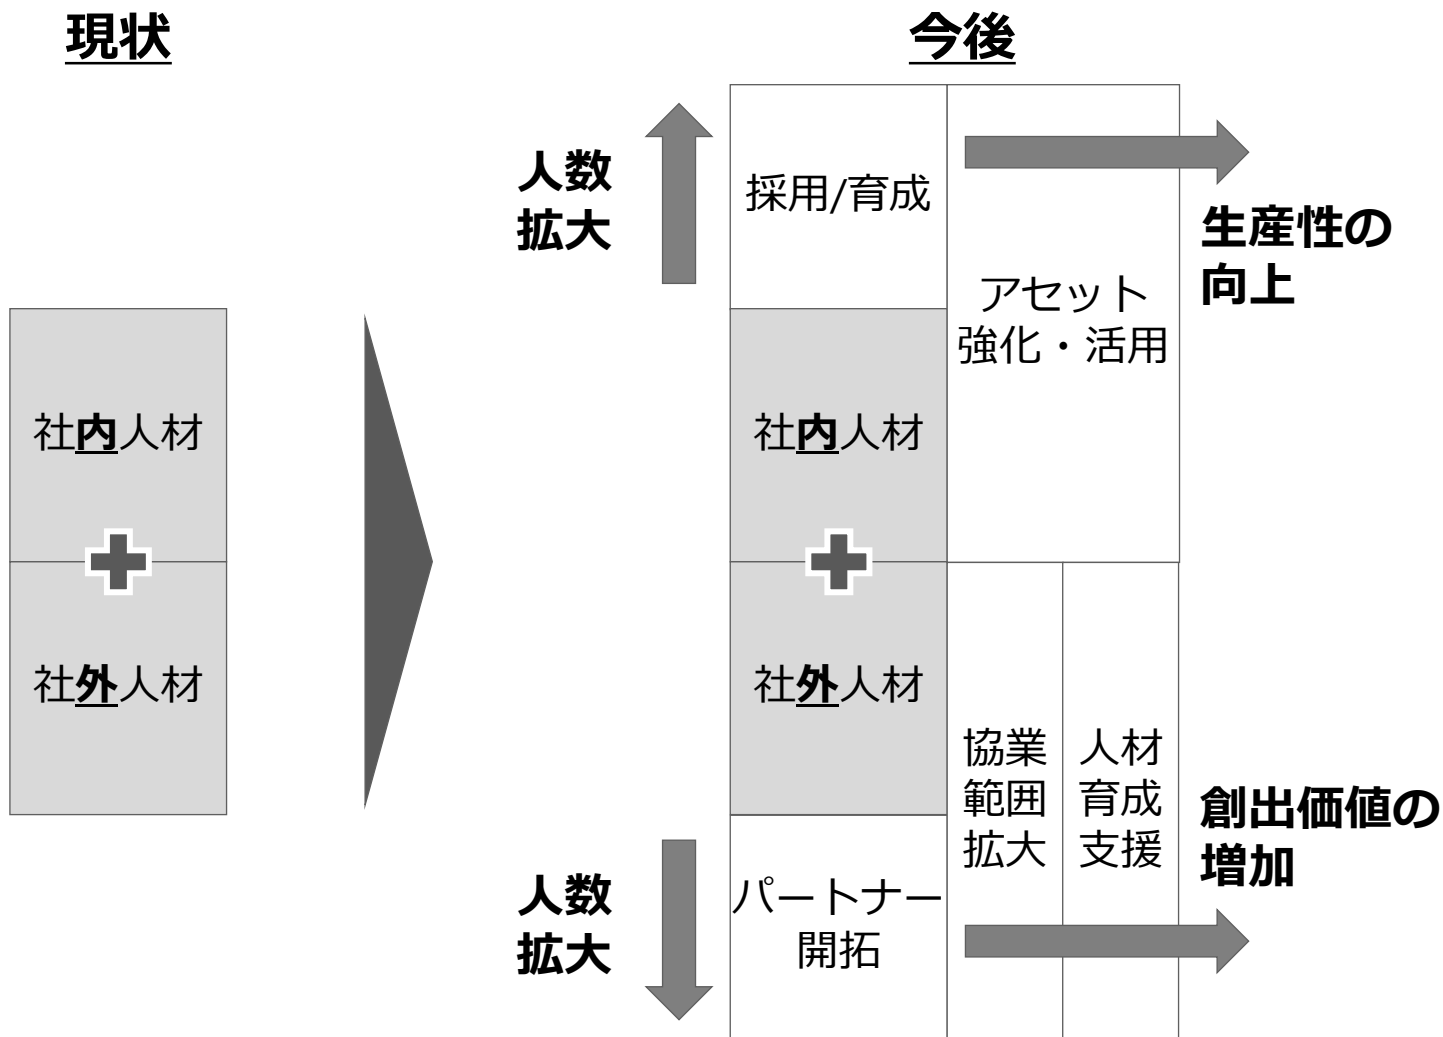 現状
今後
社内人材
社外人材
人数
拡大
採用/育成
アセット
強化・活用
生産性の
向上
社内人材
社外人材
人数
拡大
パートナー
開拓
協業
範囲
拡大
人材
育成
支援
創出価値の
増加